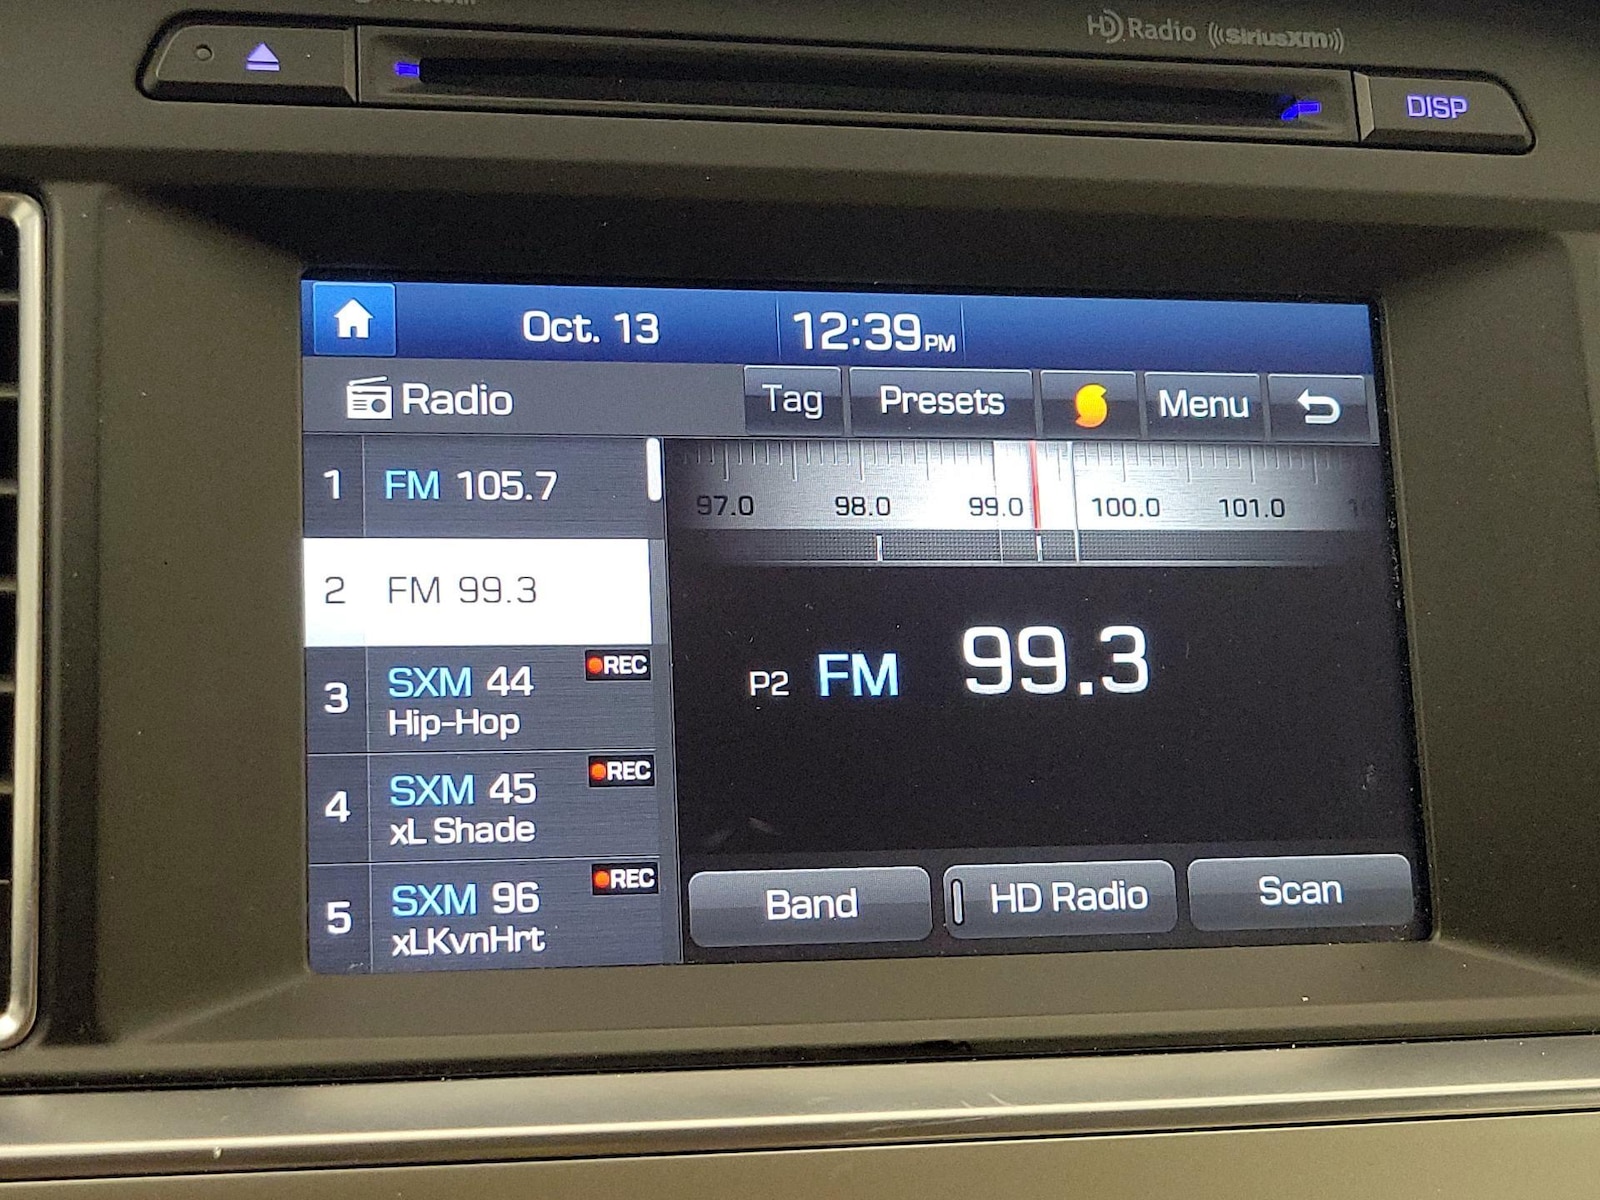 HD Radio ((SiriusXM))
DISP
Oct. 13 12:39PM
Radio Tag Presets Menu
1 FM 105.7
2 FM 99.3
3 SXM 44 REC
Hip-Hop
4 SXM 45 REC
xL Shade
5 SXM 96 REC
xLKvnHrt
97.0 98.0 99.0 100.0 101.0
P2 FM 99.3
Band HD Radio Scan